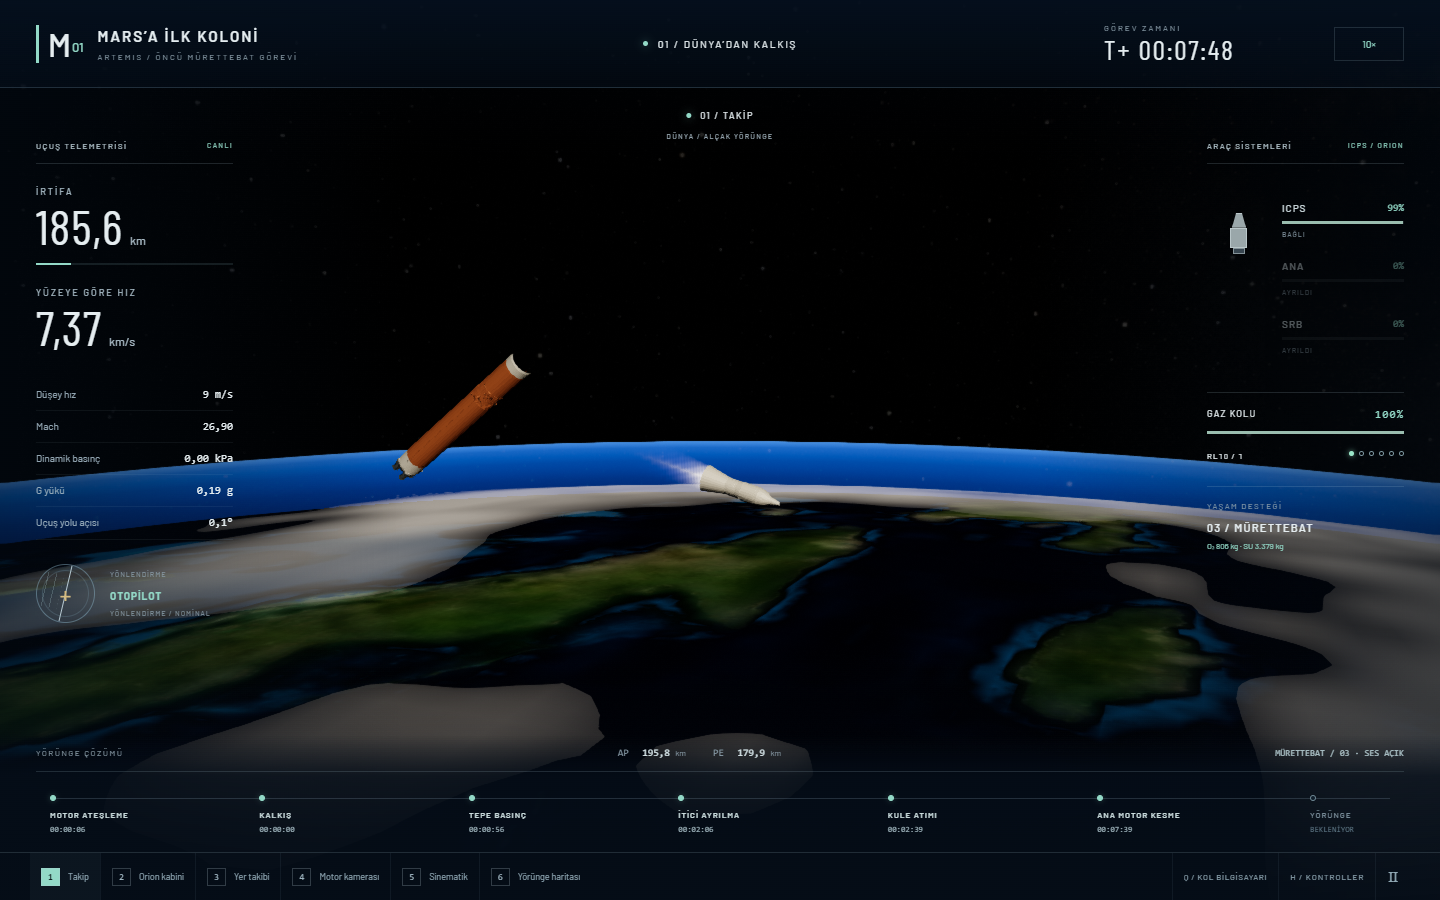 M01
MARS'A İLK KOLONİ
ARTEMIS / ÖNCÜ MÜRETTEBAT GÖREVİ
01 / DÜNYA'DAN KALKIŞ
GÖREV ZAMANI
T+ 00:07:48
10×
01 / TAKİP
DÜNYA / ALÇAK YÖRÜNGE
UÇUŞ TELEMETRİSİ CANLI
İRTİFA
185,6 km
YÜZEYE GÖRE HIZ
7,37 km/s
Düşey hız 9 m/s
Mach 26,90
Dinamik basınç 0,00 kPa
G yükü 0,19 g
Uçuş yolu açısı 0,1°
YÖNLENDİRME
OTOPİLOT
YÖNLENDİRME / NOMİNAL
ARAÇ SİSTEMLERİ ICPS / ORION
ICPS 99%
BAĞLI
ANA 0%
AYRILDI
SRB 0%
AYRILDI
GAZ KOLU 100%
RL10 / 1
YAŞAM DESTEĞİ
03 / MÜRETTEBAT
O₂ 806 kg · SU 3.379 kg
YÖRÜNGE ÇÖZÜMÜ
AP 195,8 km PE 179,9 km
MÜRETTEBAT / 03 · SES AÇIK
MOTOR ATEŞLEME
00:00:06
KALKIŞ
00:00:00
TEPE BASINÇ
00:00:56
İTİCİ AYRILMA
00:02:06
KULE ATIMI
00:02:39
ANA MOTOR KESME
00:07:39
YÖRÜNGE
BEKLENİYOR
1 Takip
2 Orion kabini
3 Yer takibi
4 Motor kamerası
5 Sinematik
6 Yörünge haritası
Q / KOL BİLGİSAYARI
H / KONTROLLER
II